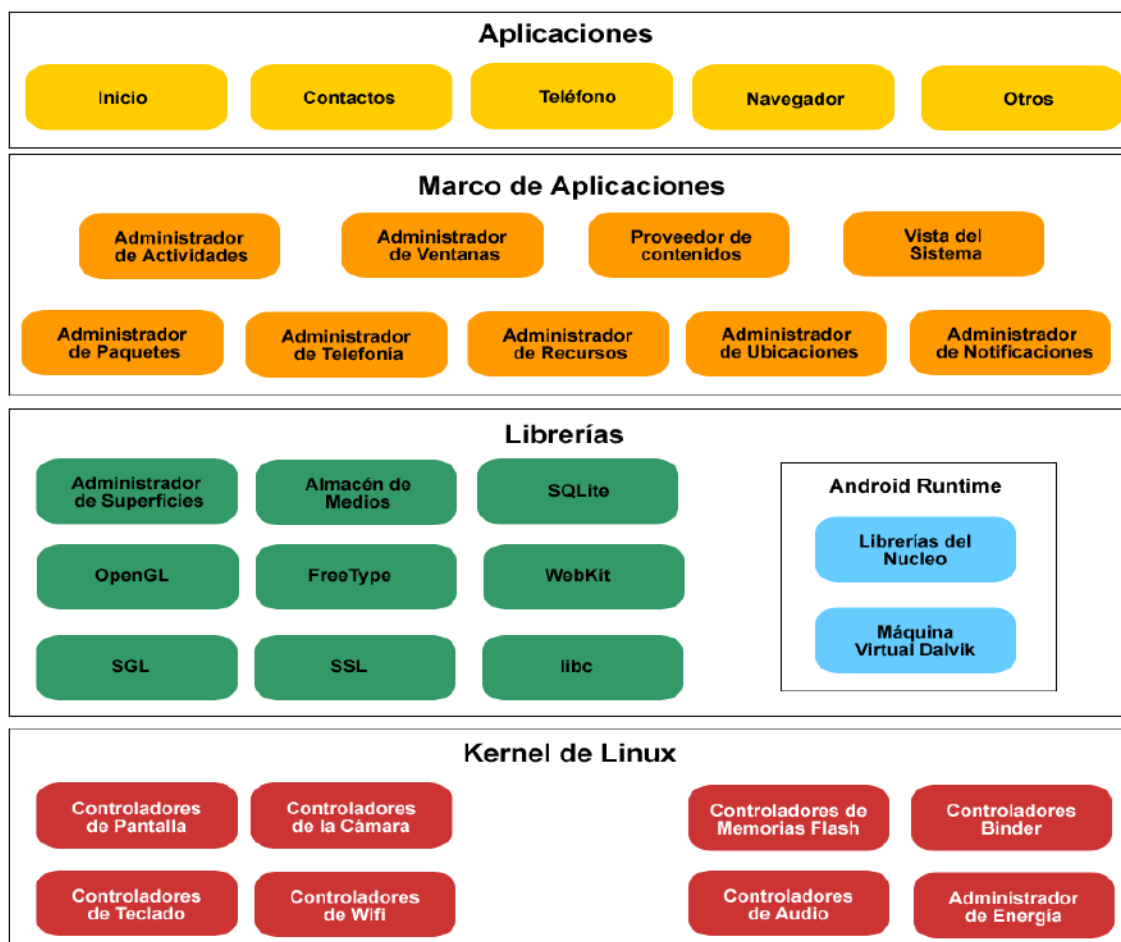 Aplicaciones
Inicio
Contactos
Teléfono
Navegador
Otros
Marco de Aplicaciones
Administrador
de Actividades
Administrador
de Ventanas
Proveedor de
contenidos
Vista del
Sistema
Administrador
de Paquetes
Administrador
de Telefonía
Administrador
de Recursos
Administrador
de Ubicaciones
Administrador
de Notificaciones
Librerías
Administrador
de Superficies
Almacén de
Medios
SQLite
OpenGL
FreeType
WebKit
SGL
SSL
libc
Android Runtime
Librerías del
Nucleo
Máquina
Virtual Dalvik
Kernel de Linux
Controladores
de Pantalla
Controladores
de la Cámara
Controladores de
Memorias Flash
Controladores
Binder
Controladores
de Teclado
Controladores
de Wifi
Controladores
de Audio
Administrador
de Energía